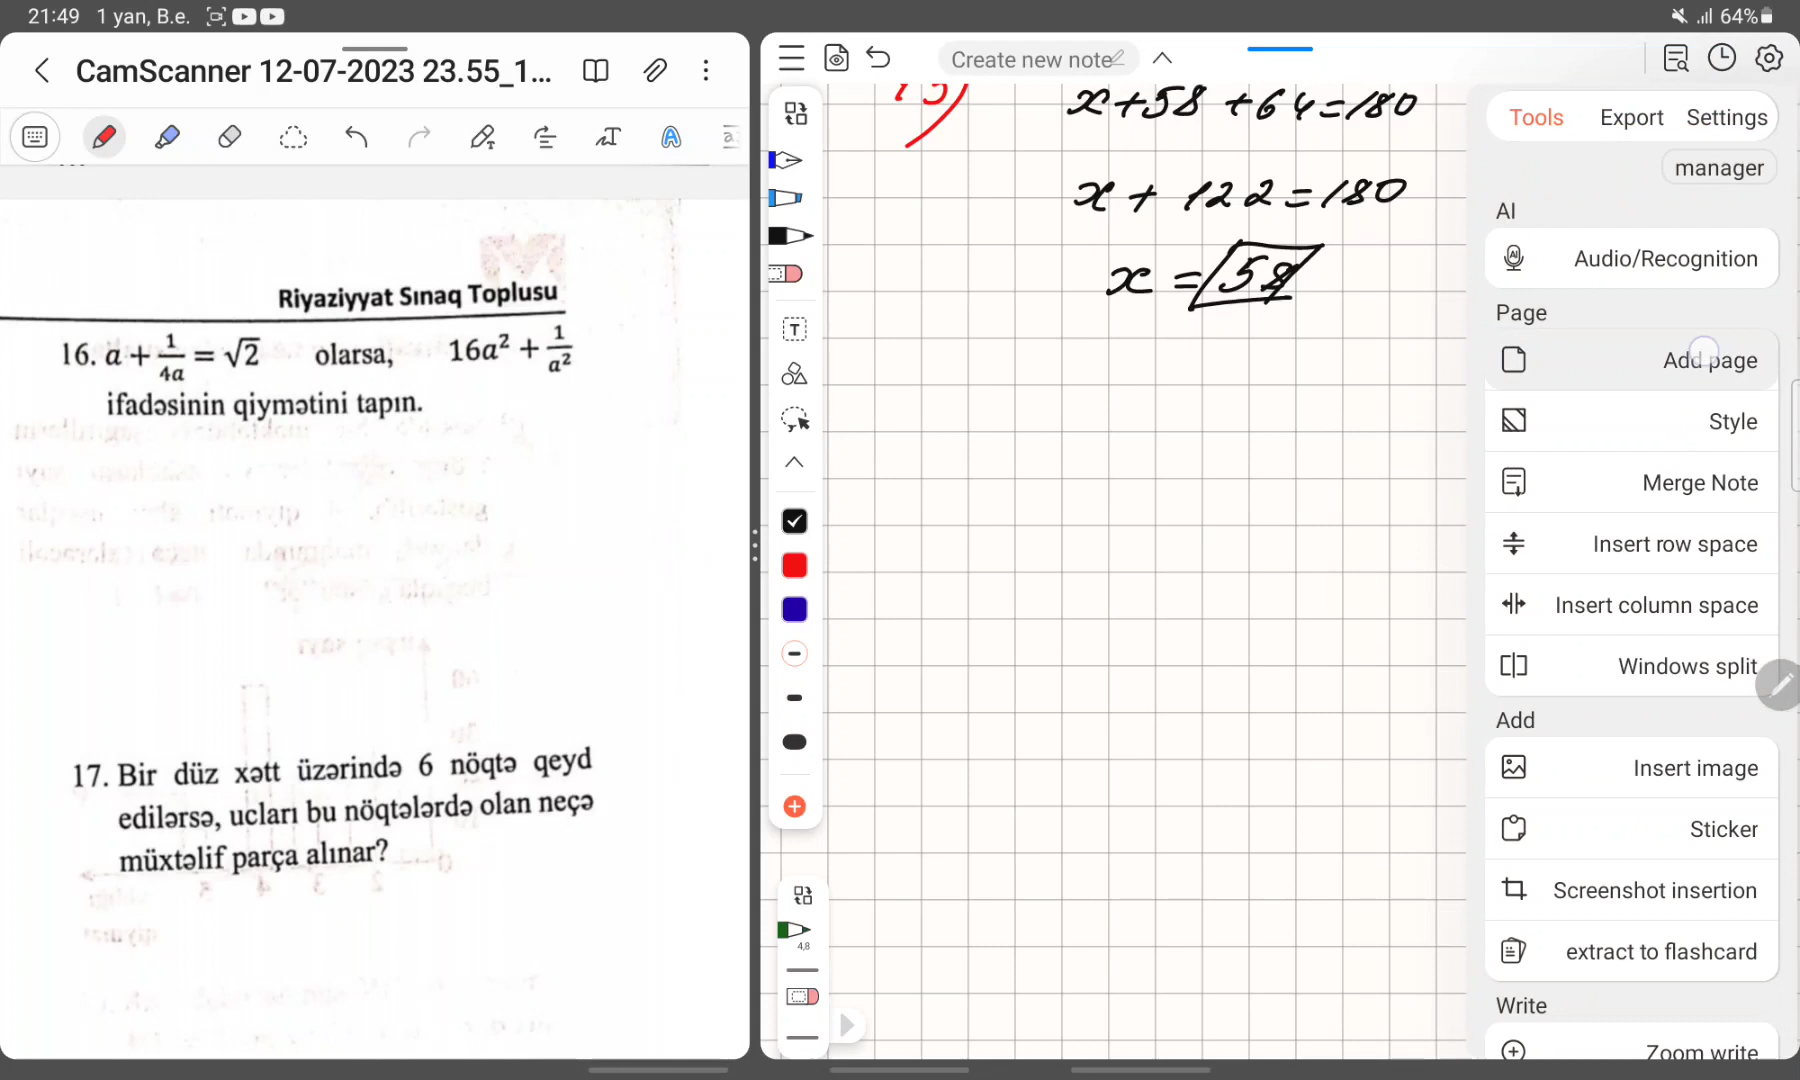 21:49 1 yan, B.e. 64%
CamScanner 12-07-2023 23.55_1...
Riyaziyyat Sınaq Toplusu
16. a + 1/4a = √2 olarsa, 16a² + 1/a²
ifadəsinin qiymətini tapın.
17. Bir düz xətt üzərində 6 nöqtə qeyd
edilərsə, ucları bu nöqtələrdə olan neçə
müxtəlif parça alınar?
Create new note
x+58+64=180
x+122=180
x=58
T
4,8
Tools Export Settings
manager
AI
Audio/Recognition
Page
Add page
Style
Merge Note
Insert row space
Insert column space
Windows split
Add
Insert image
Sticker
Screenshot insertion
extract to flashcard
Write
Zoom write